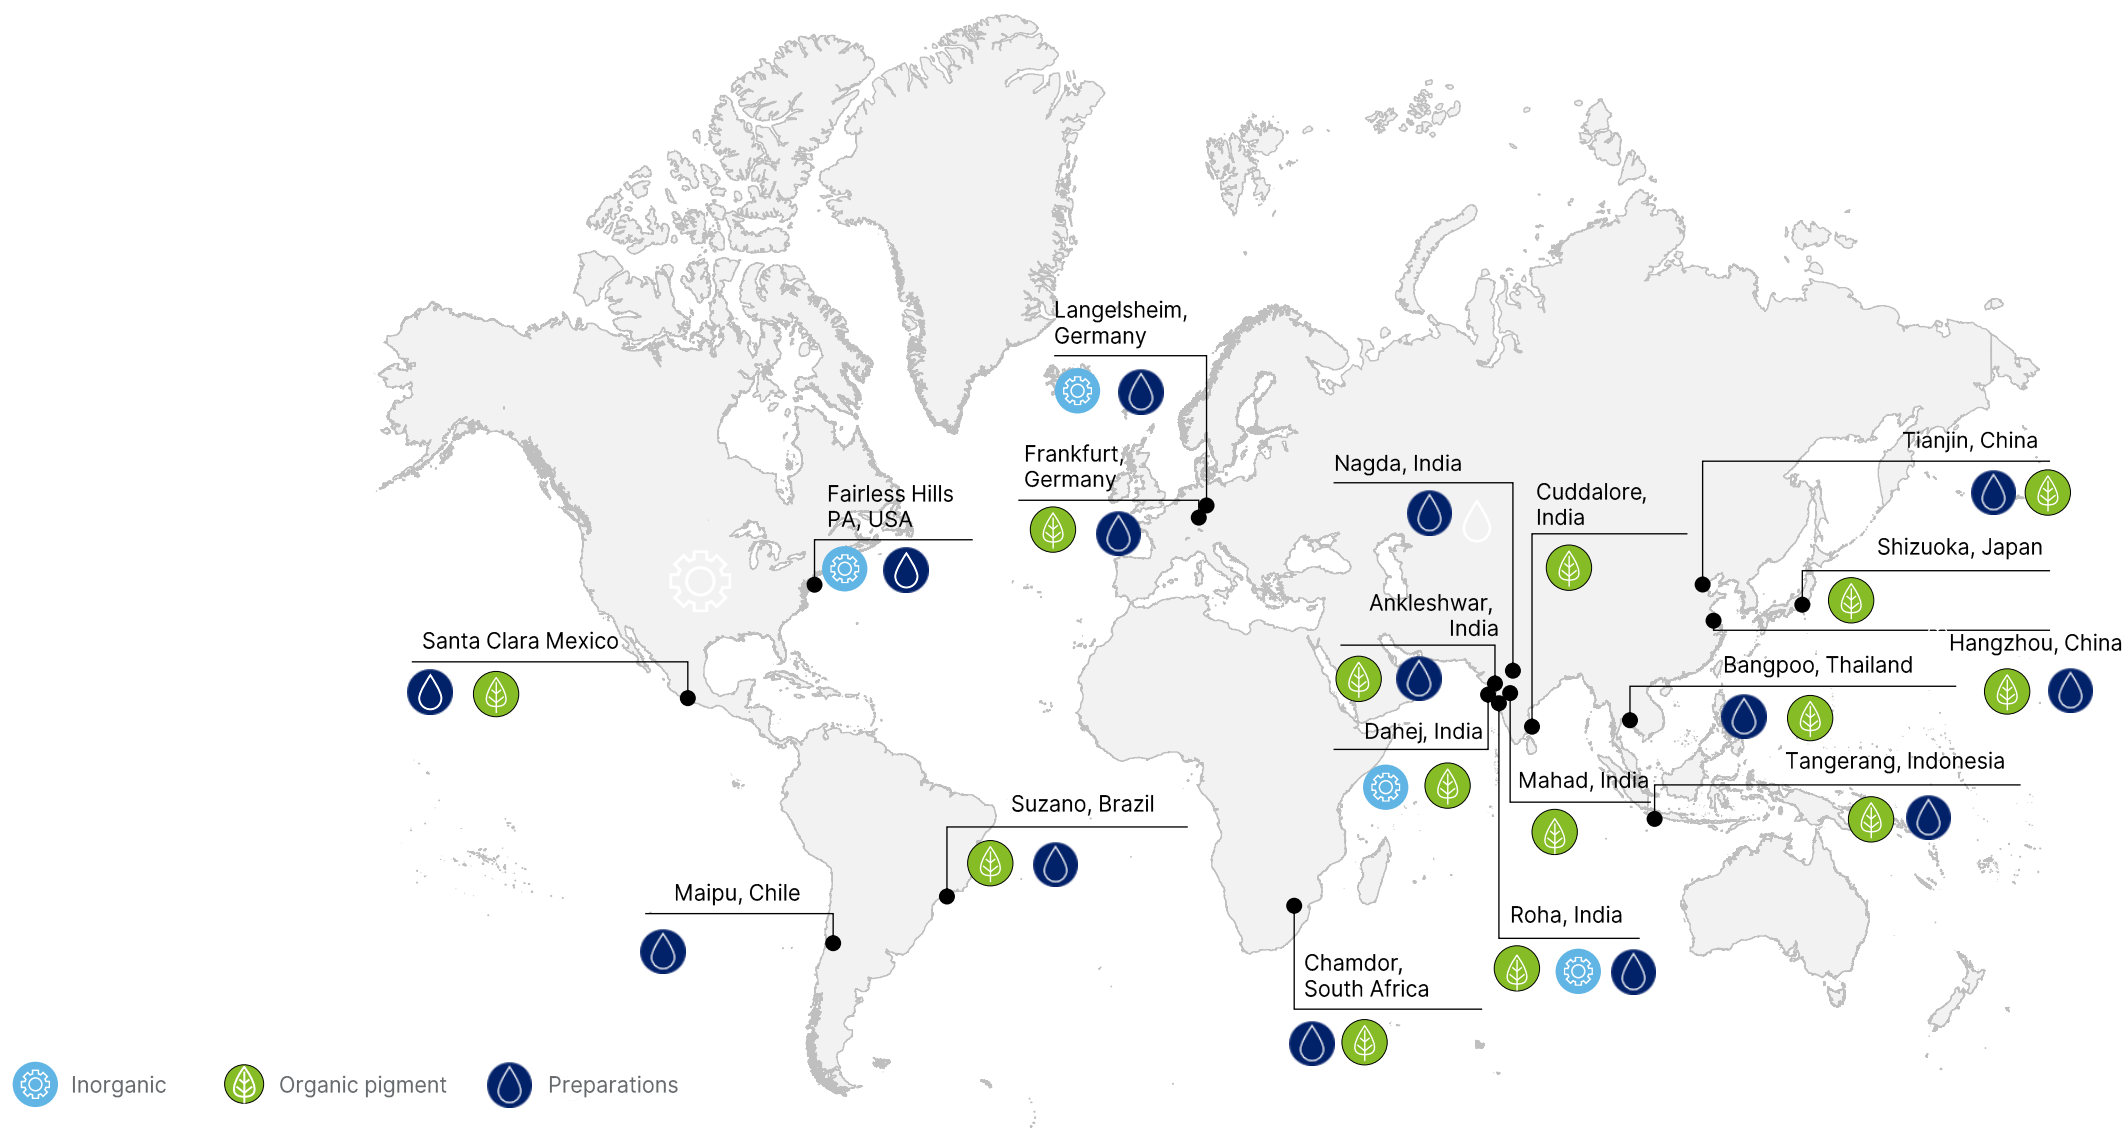 Langelsheim,
Germany
Tianjin, China
Frankfurt,
Germany
Nagda, India
Cuddalore,
India
Fairless Hills
PA, USA
Shizuoka, Japan
Ankleshwar,
India
Santa Clara Mexico
Hangzhou, China
Bangpoo, Thailand
Dahej, India
Tangerang, Indonesia
Mahad, India
Suzano, Brazil
Maipu, Chile
Roha, India
Chamdor,
South Africa
Inorganic
Organic pigment
Preparations